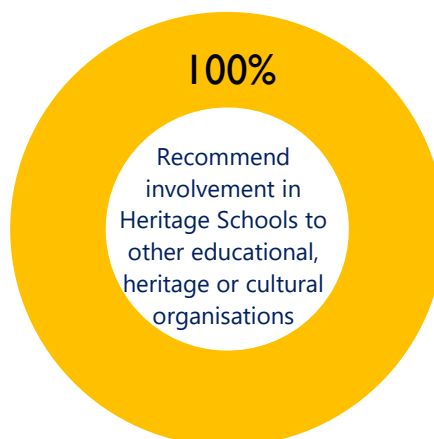 100%
Recommend
involvement in
Heritage Schools to
other educational,
heritage or cultural
organisations